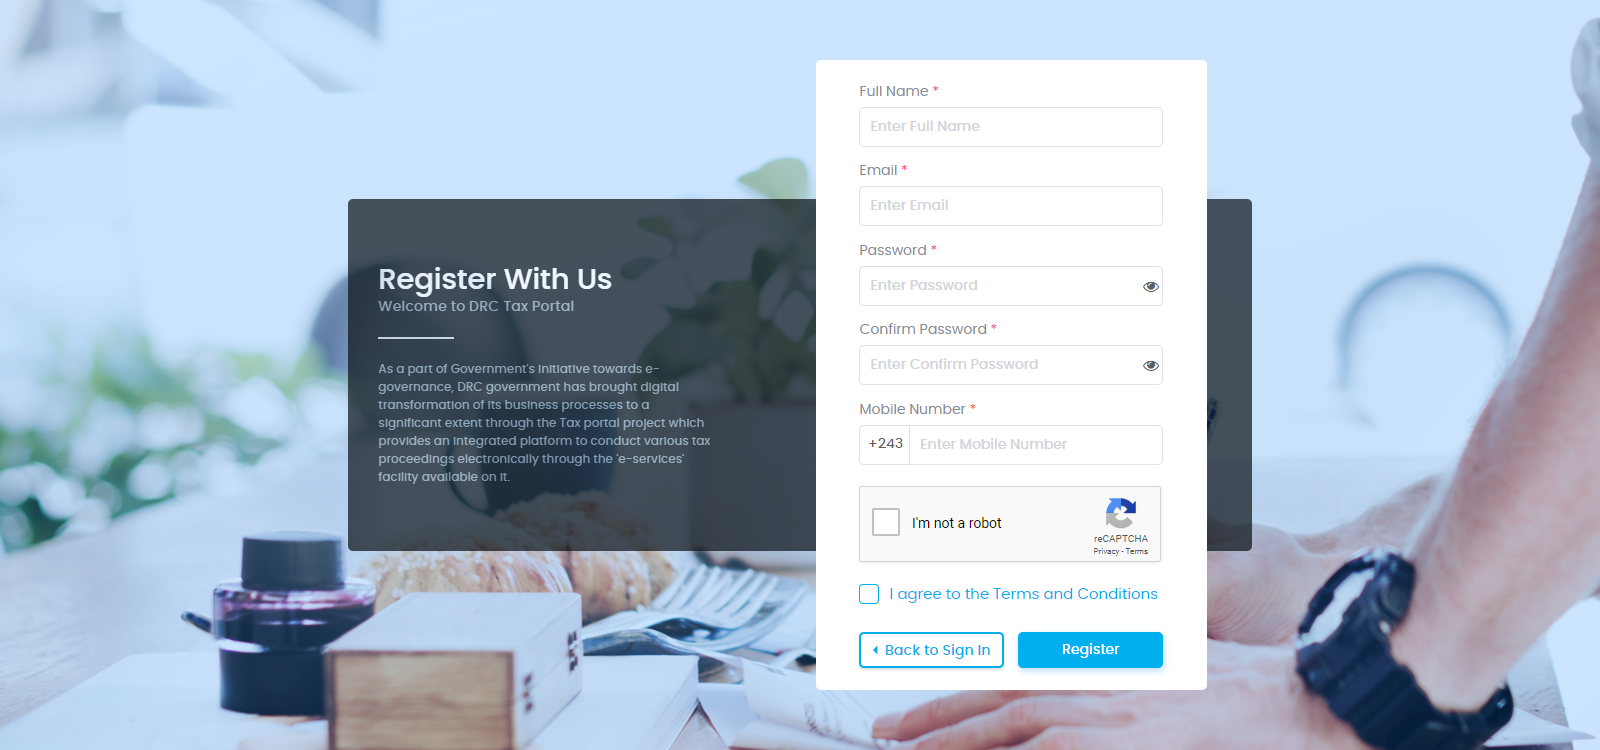 Register With Us
Welcome to DRC Tax Portal
As a part of Government's initiative towards e-
governance, DRC government has brought digital
transformation of its business processes to a
significant extent through the Tax portal project which
provides an integrated platform to conduct various tax
proceedings electronically through the 'e-services'
facility available on it.
Full Name *
Enter Full Name
Email *
Enter Email
Password *
Enter Password
Confirm Password *
Enter Confirm Password
Mobile Number *
+243 Enter Mobile Number
I'm not a robot
reCAPTCHA
Privacy - Terms
I agree to the Terms and Conditions
Back to Sign In
Register